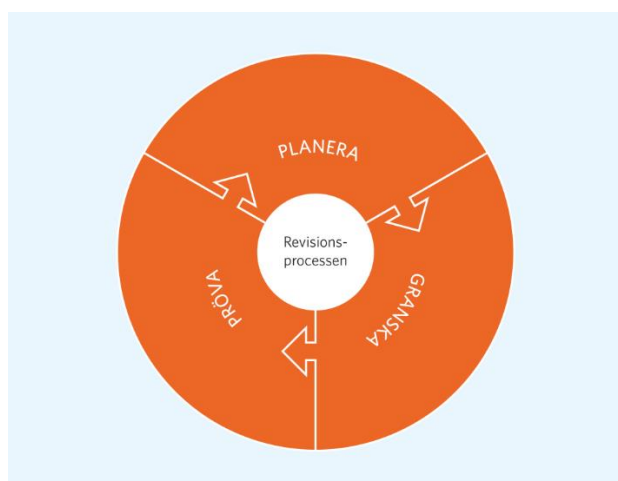 PLANERA
Revisions-
processen
PRÖVA
GRANSKA